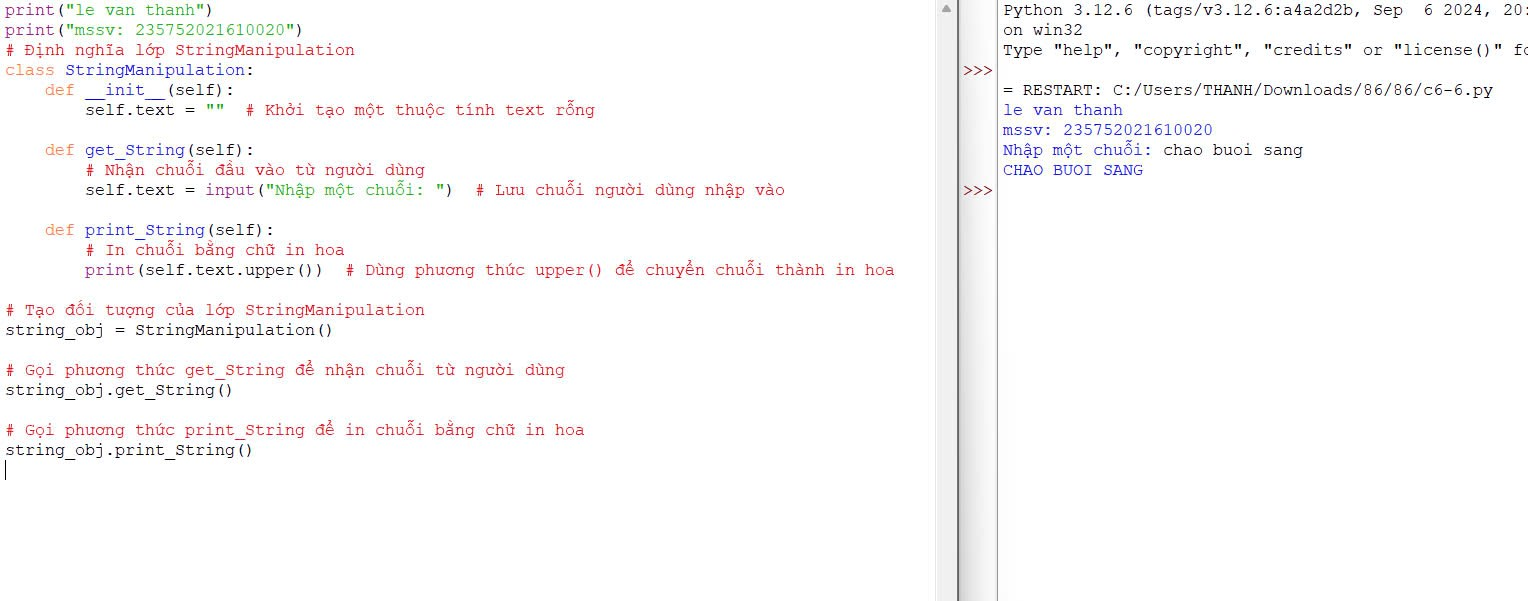 print("le van thanh")
print("mssv: 235752021610020")
# Định nghĩa lớp StringManipulation
class StringManipulation:
    def __init__(self):
        self.text = ""  # Khởi tạo một thuộc tính text rỗng

    def get_String(self):
        # Nhận chuỗi đầu vào từ người dùng
        self.text = input("Nhập một chuỗi: ")  # Lưu chuỗi người dùng nhập vào

    def print_String(self):
        # In chuỗi bằng chữ in hoa
        print(self.text.upper())  # Dùng phương thức upper() để chuyển chuỗi thành in hoa

# Tạo đối tượng của lớp StringManipulation
string_obj = StringManipulation()

# Gọi phương thức get_String để nhận chuỗi từ người dùng
string_obj.get_String()

# Gọi phương thức print_String để in chuỗi bằng chữ in hoa
string_obj.print_String()
Python 3.12.6 (tags/v3.12.6:a4a2d2b, Sep  6 2024, 20:
on win32
Type "help", "copyright", "credits" or "license()" fo
>>>
= RESTART: C:/Users/THANH/Downloads/86/86/c6-6.py
le van thanh
mssv: 235752021610020
Nhập một chuỗi: chao buoi sang
CHAO BUOI SANG
>>>